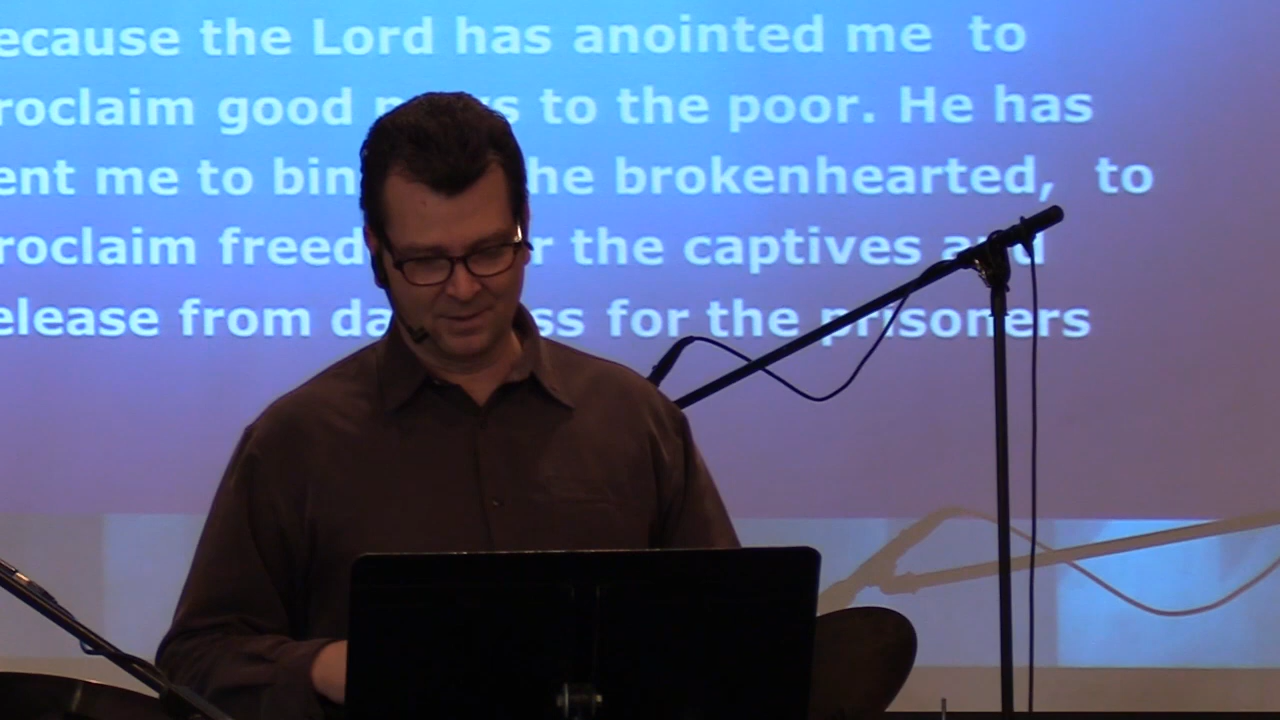 ecause the Lord has anointed me to
roclaim good news to the poor. He has
ent me to bin he brokenhearted, to
roclaim freed r the captives and
elease from da ss for the prisoners